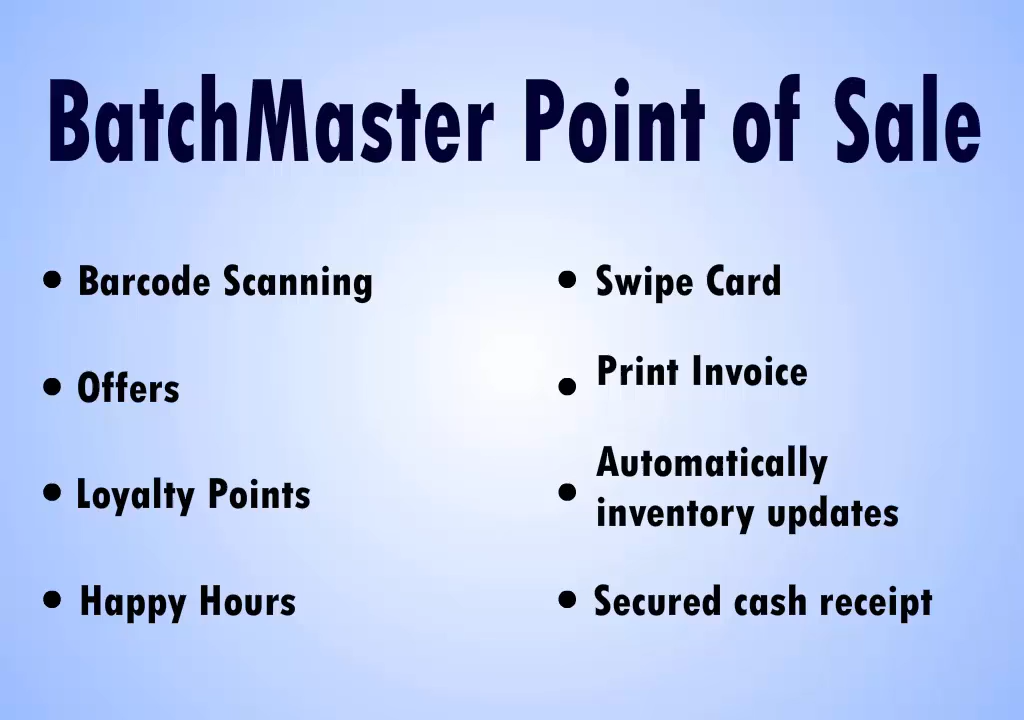 BatchMaster Point of Sale
• Barcode Scanning
• Offers
• Loyalty Points
• Happy Hours
• Swipe Card
• Print Invoice
• Automatically
inventory updates
• Secured cash receipt